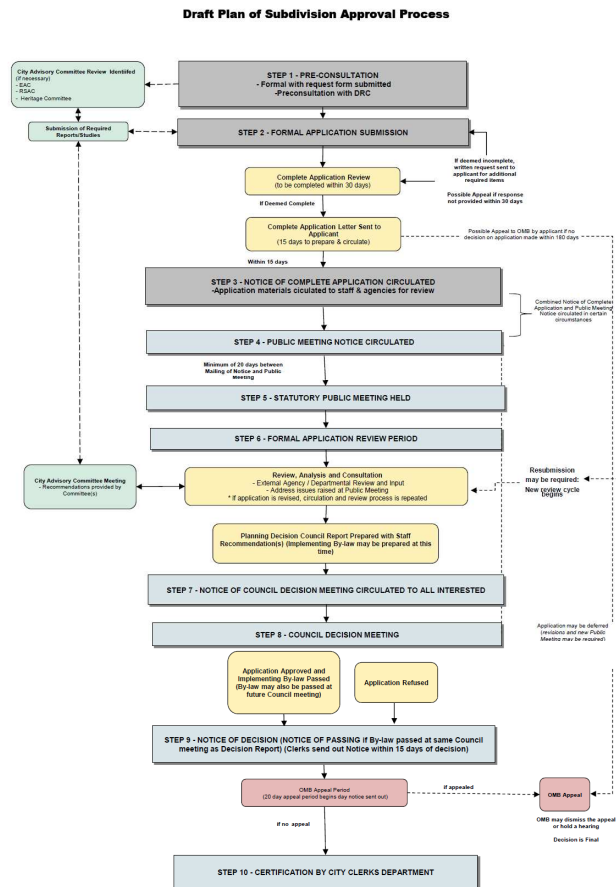 Draft Plan of Subdivision Approval Process
City Advisory Committee Review Identiifed
(if necessary)
- EAC
- RSAC
- Heritage Committee
STEP 1 - PRE-CONSULTATION
- Formal with request form submitted
-Preconsultation with DRC
Submission of Required
Reports/Studies
STEP 2 - FORMAL APPLICATION SUBMISSION
If deemed incomplete,
written request sent to
applicant for additional
required items
Possible Appeal if response
not provided within 30 days
Complete Application Review
(to be completed within 30 days)
If Deemed Complete
Complete Application Letter Sent to
Applicant
(15 days to prepare & circulate)
Possible Appeal to OMB by applicant if no
decision on application made within 180 days
Within 15 days
STEP 3 - NOTICE OF COMPLETE APPLICATION CIRCULATED
-Application materials ciculated to staff & agencies for review
Combined Notice of Complete
Application and Public Meeting
Notice circulated in certain
circumstances
STEP 4 - PUBLIC MEETING NOTICE CIRCULATED
Minimum of 20 days between
Mailing of Notice and Public
Meeting
STEP 5 - STATUTORY PUBLIC MEETING HELD
STEP 6 - FORMAL APPLICATION REVIEW PERIOD
City Advisory Committee Meeting
- Recommendations provided by
Committee(s)
Review, Analysis and Consultation
- External Agency / Departmental Review and Input
- Address issues raised at Public Meeting
* If application is revised, circulation and review process is repeated
Resubmission
may be required:
New review cycle
begins
Planning Decision Council Report Prepared with Staff
Recommendation(s) (Implementing By-law may be prepared at this
time)
STEP 7 - NOTICE OF COUNCIL DECISION MEETING CIRCULATED TO ALL INTERESTED
STEP 8 - COUNCIL DECISION MEETING
Application may be deferred
(revisions and new Public
Meeting may be required)
Application Approved and
Implementing By-law Passed
(By-law may also be passed at
future Council meeting)
Application Refused
STEP 9 - NOTICE OF DECISION (NOTICE OF PASSING if By-law passed at same Council
meeting as Decision Report) (Clerks send out Notice within 15 days of decision)
OMB Appeal Period
(20 day appeal period begins day notice sent out)
if appealed
OMB Appeal
OMB may dismiss the appeal
or hold a hearing
Decision is Final
if no appeal
STEP 10 - CERTIFICATION BY CITY CLERKS DEPARTMENT